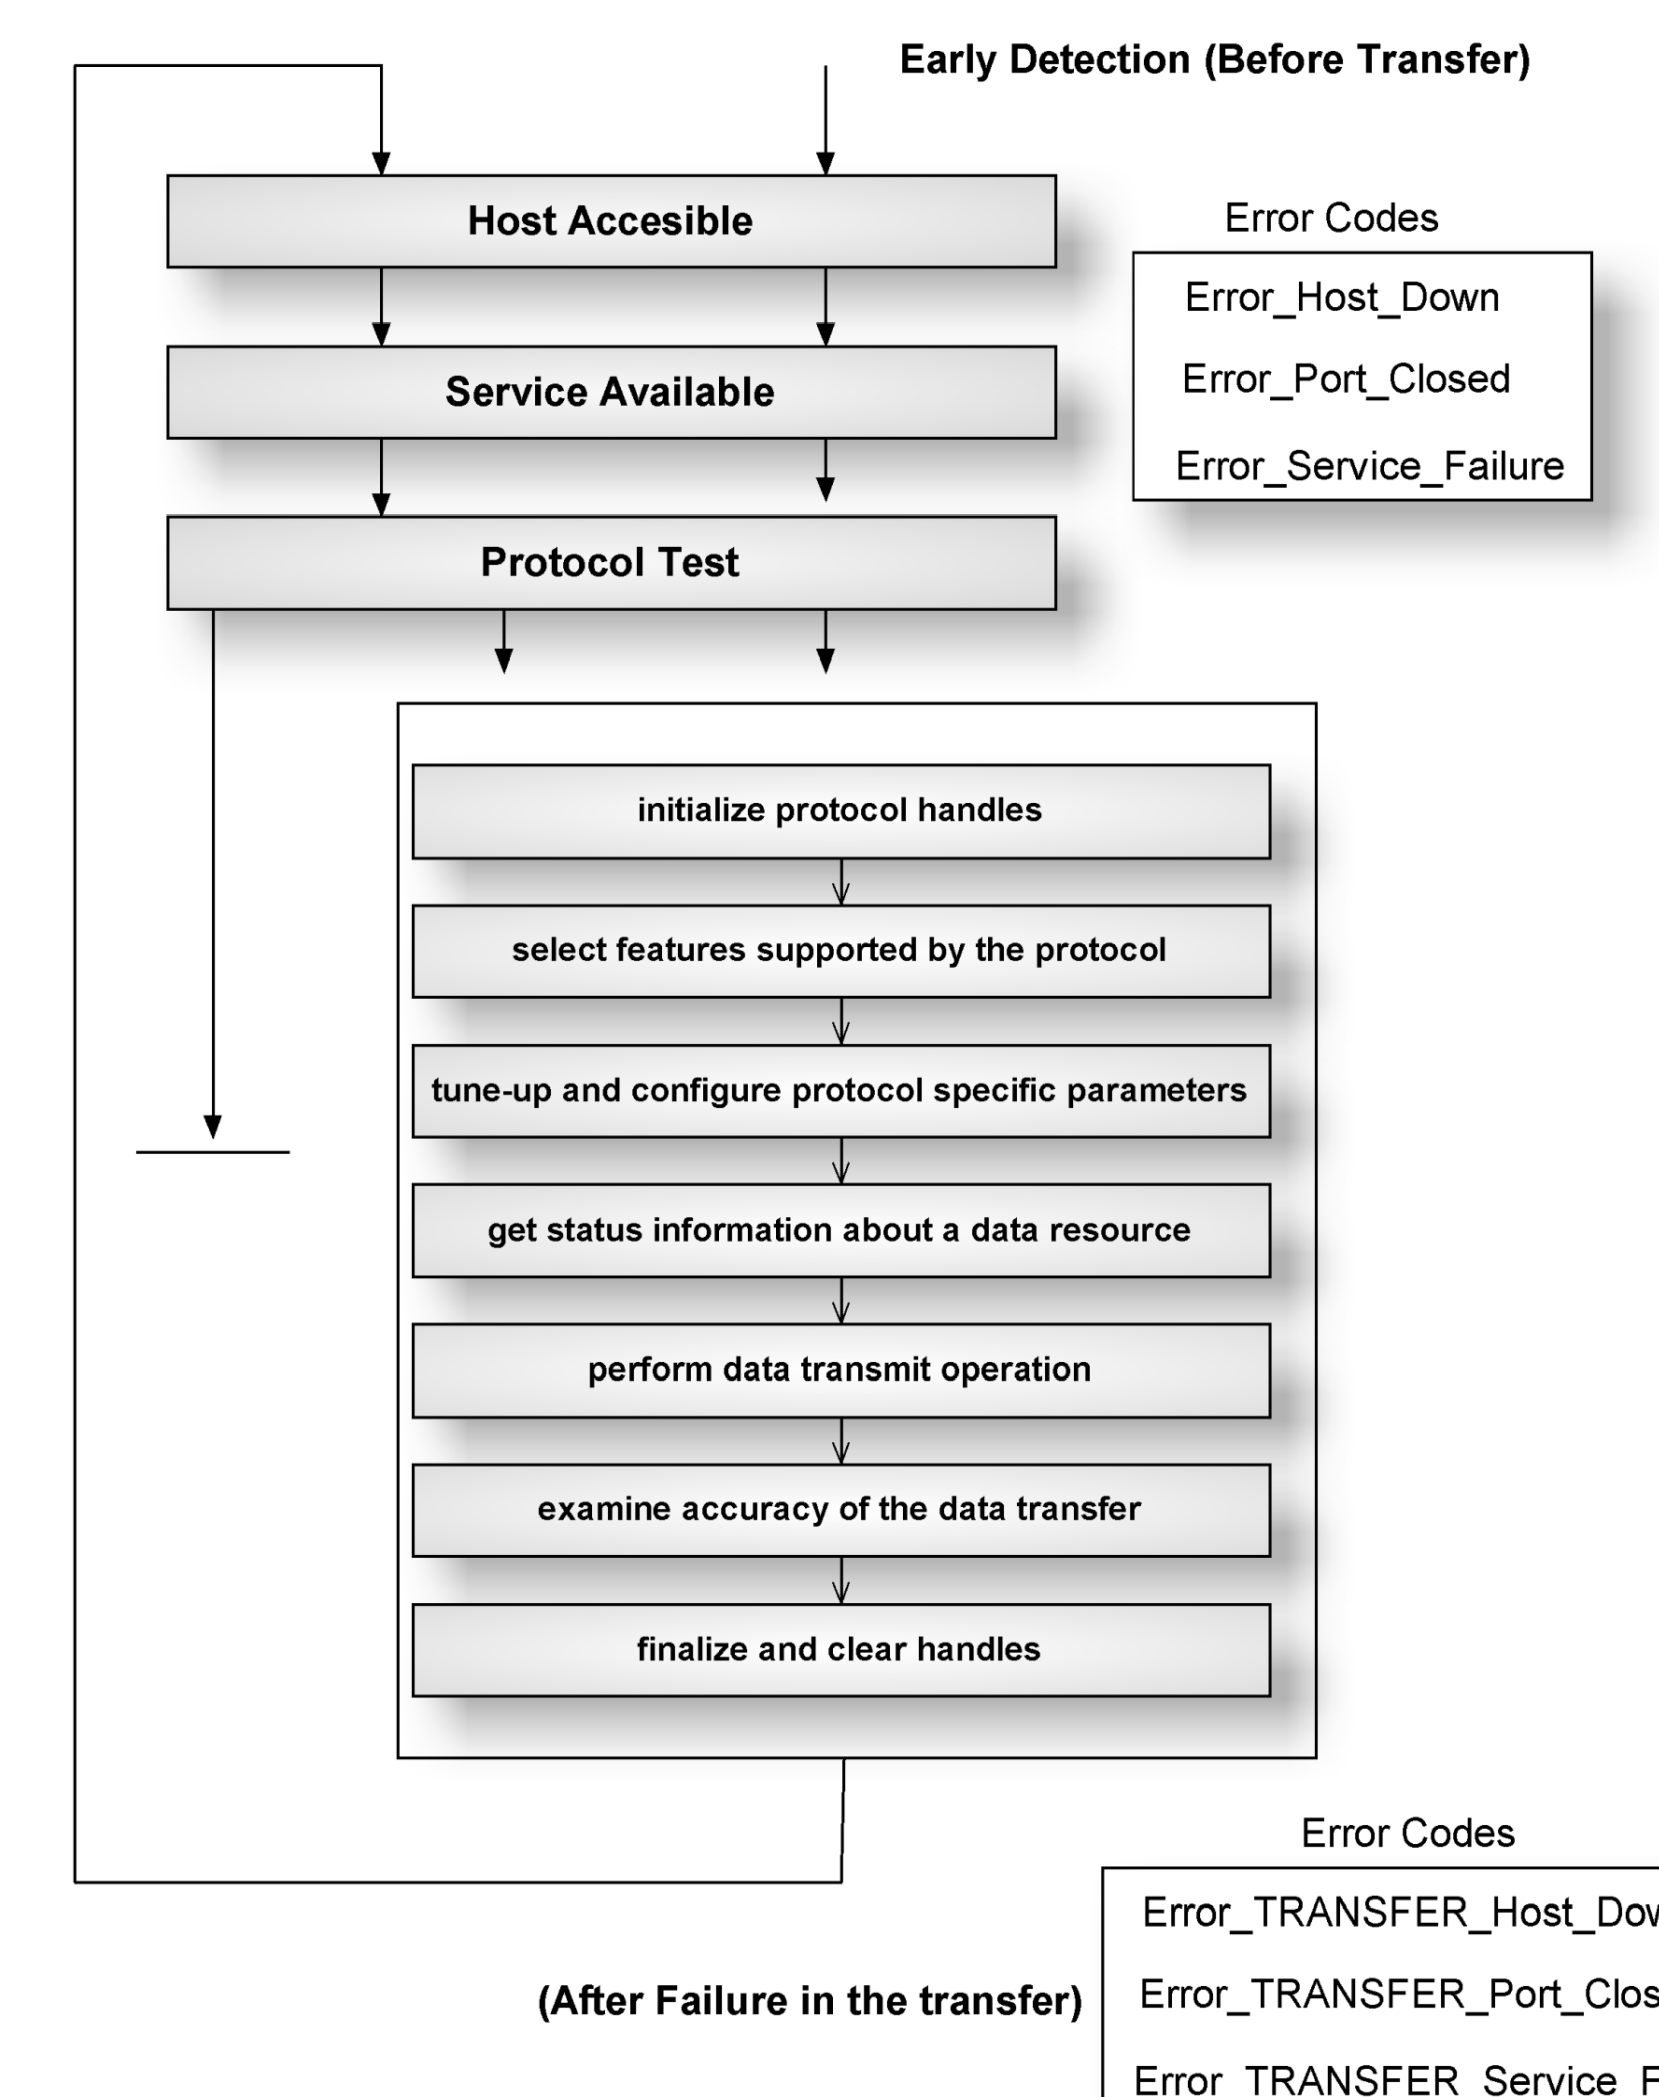 Early Detection (Before Transfer)
Host Accesible
Error Codes
Error_Host_Down
Service Available
Error_Port_Closed
Error_Service_Failure
Protocol Test
initialize protocol handles
select features supported by the protocol
tune-up and configure protocol specific parameters
get status information about a data resource
perform data transmit operation
examine accuracy of the data transfer
finalize and clear handles
Error Codes
Error_TRANSFER_Host_Dow
(After Failure in the transfer)
Error_TRANSFER_Port_Clos
Error_TRANSFER_Service_F